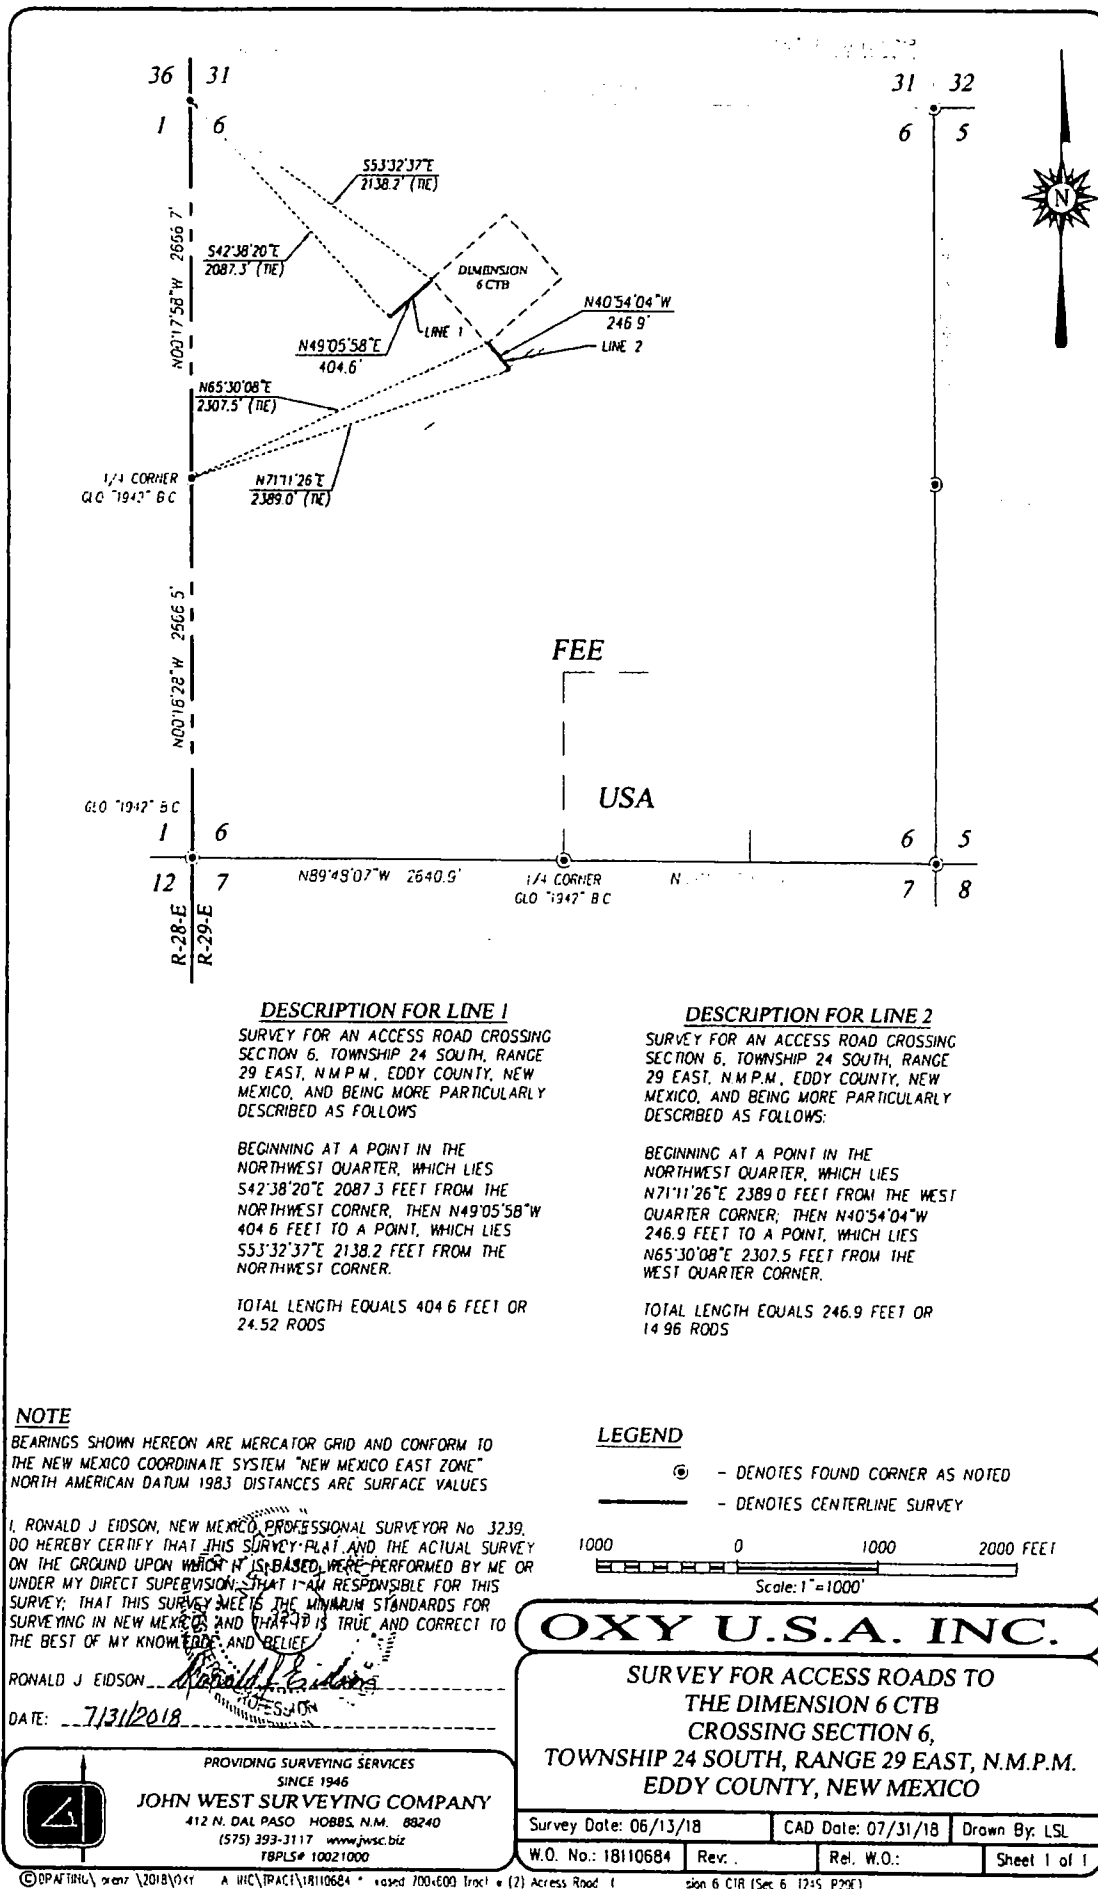 36 31
1 6
31 32
6 5
N
S53°32'37"E
2138.2' (TIE)
S42°38'20"E
2087.3' (TIE)
N00°17'58"W 2666 7'
DIMENSION
6 CTB
N40°54'04"W
246 9'
LINE 1
LINE 2
N49°05'58"E
404.6'
N65°30'08"E
2307.5' (TIE)
1/4 CORNER
GLO "1942" B C
N71°11'26"E
2389.0' (TIE)
N00°18'28"W 2666 5'
FEE
USA
GLO "1942" B C
1 6
12 7
R-28-E
R-29-E
N89°48'07"W 2640.9'
1/4 CORNER
GLO "1942" B C
N
6 5
7 8
DESCRIPTION FOR LINE 1
SURVEY FOR AN ACCESS ROAD CROSSING
SECTION 6, TOWNSHIP 24 SOUTH, RANGE
29 EAST, N M P M, EDDY COUNTY, NEW
MEXICO, AND BEING MORE PARTICULARLY
DESCRIBED AS FOLLOWS
BEGINNING AT A POINT IN THE
NORTHWEST QUARTER, WHICH LIES
S42°38'20"E 2087 3 FEET FROM THE
NORTHWEST CORNER, THEN N49°05'58"W
404 6 FEET TO A POINT, WHICH LIES
S53°32'37"E 2138.2 FEET FROM THE
NORTHWEST CORNER.
TOTAL LENGTH EQUALS 404 6 FEET OR
24.52 RODS
DESCRIPTION FOR LINE 2
SURVEY FOR AN ACCESS ROAD CROSSING
SECTION 6, TOWNSHIP 24 SOUTH, RANGE
29 EAST, N M P.M, EDDY COUNTY, NEW
MEXICO, AND BEING MORE PARTICULARLY
DESCRIBED AS FOLLOWS:
BEGINNING AT A POINT IN THE
NORTHWEST QUARTER, WHICH LIES
N71°11'26"E 2389 0 FEET FROM THE WEST
QUARTER CORNER; THEN N40°54'04"W
246.9 FEET TO A POINT, WHICH LIES
N65°30'08"E 2307.5 FEET FROM THE
WEST QUARTER CORNER.
TOTAL LENGTH EQUALS 246.9 FEET OR
14 96 RODS
NOTE
BEARINGS SHOWN HEREON ARE MERCATOR GRID AND CONFORM TO
THE NEW MEXICO COORDINATE SYSTEM "NEW MEXICO EAST ZONE"
NORTH AMERICAN DATUM 1983 DISTANCES ARE SURFACE VALUES
I, RONALD J EIDSON, NEW MEXICO PROFESSIONAL SURVEYOR No 3239,
DO HEREBY CERTIFY THAT THIS SURVEY PLAT AND THE ACTUAL SURVEY
ON THE GROUND UPON WHICH IT IS BASED WERE PERFORMED BY ME OR
UNDER MY DIRECT SUPERVISION; THAT I AM RESPONSIBLE FOR THIS
SURVEY; THAT THIS SURVEY MEETS THE MINIMUM STANDARDS FOR
SURVEYING IN NEW MEXICO; AND THAT IT IS TRUE AND CORRECT TO
THE BEST OF MY KNOWLEDGE AND BELIEF
RONALD J EIDSON Ronald J Eidson
DATE: 7/31/2018
LEGEND
- DENOTES FOUND CORNER AS NOTED
- DENOTES CENTERLINE SURVEY
1000 0 1000 2000 FEET
Scale: 1"=1000'
OXY U.S.A. INC.
SURVEY FOR ACCESS ROADS TO
THE DIMENSION 6 CTB
CROSSING SECTION 6,
TOWNSHIP 24 SOUTH, RANGE 29 EAST, N.M.P.M.
EDDY COUNTY, NEW MEXICO
Survey Date: 06/13/18 CAD Date: 07/31/18 Drawn By: LSL
W.O. No.: 18110684 Rev: . Rel. W.O.: Sheet 1 of 1
PROVIDING SURVEYING SERVICES
SINCE 1946
JOHN WEST SURVEYING COMPANY
412 N. DAL PASO HOBBS, N.M. 88240
(575) 393-3117 www.jwsc.biz
TBPLS# 10021000